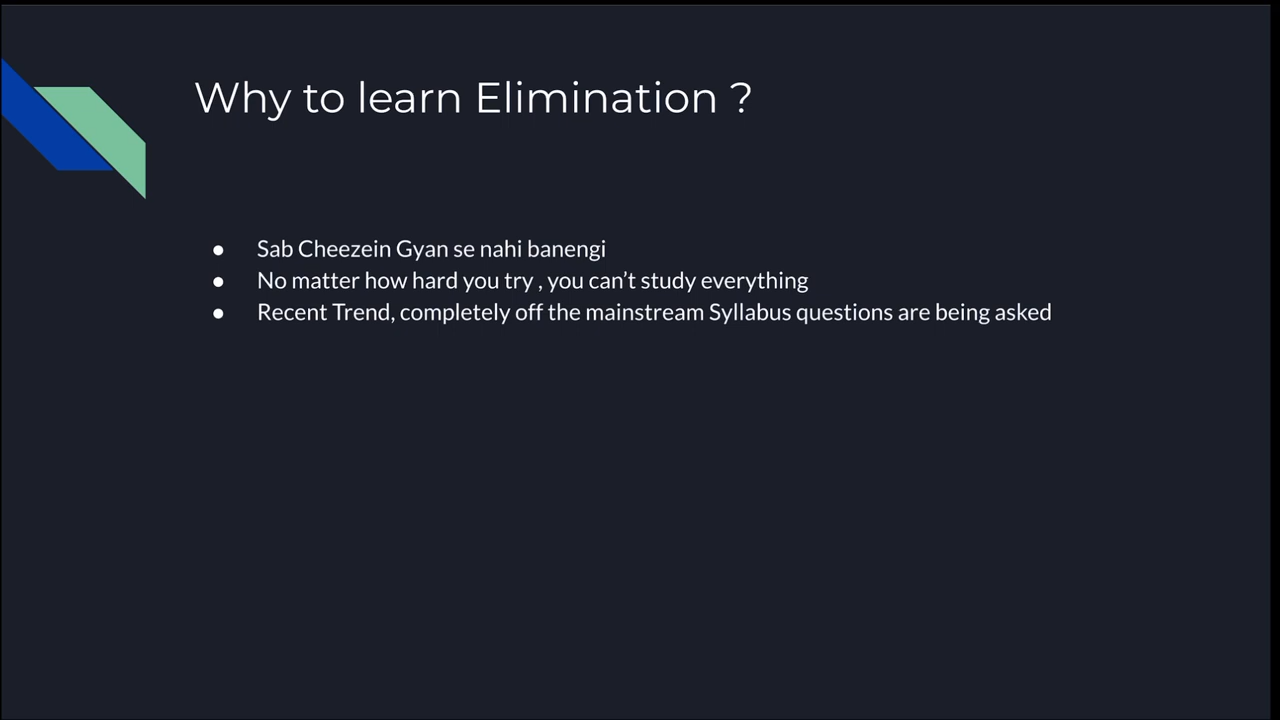 Why to learn Elimination ?
● Sab Cheezein Gyan se nahi banengi
● No matter how hard you try , you can’t study everything
● Recent Trend, completely off the mainstream Syllabus questions are being asked